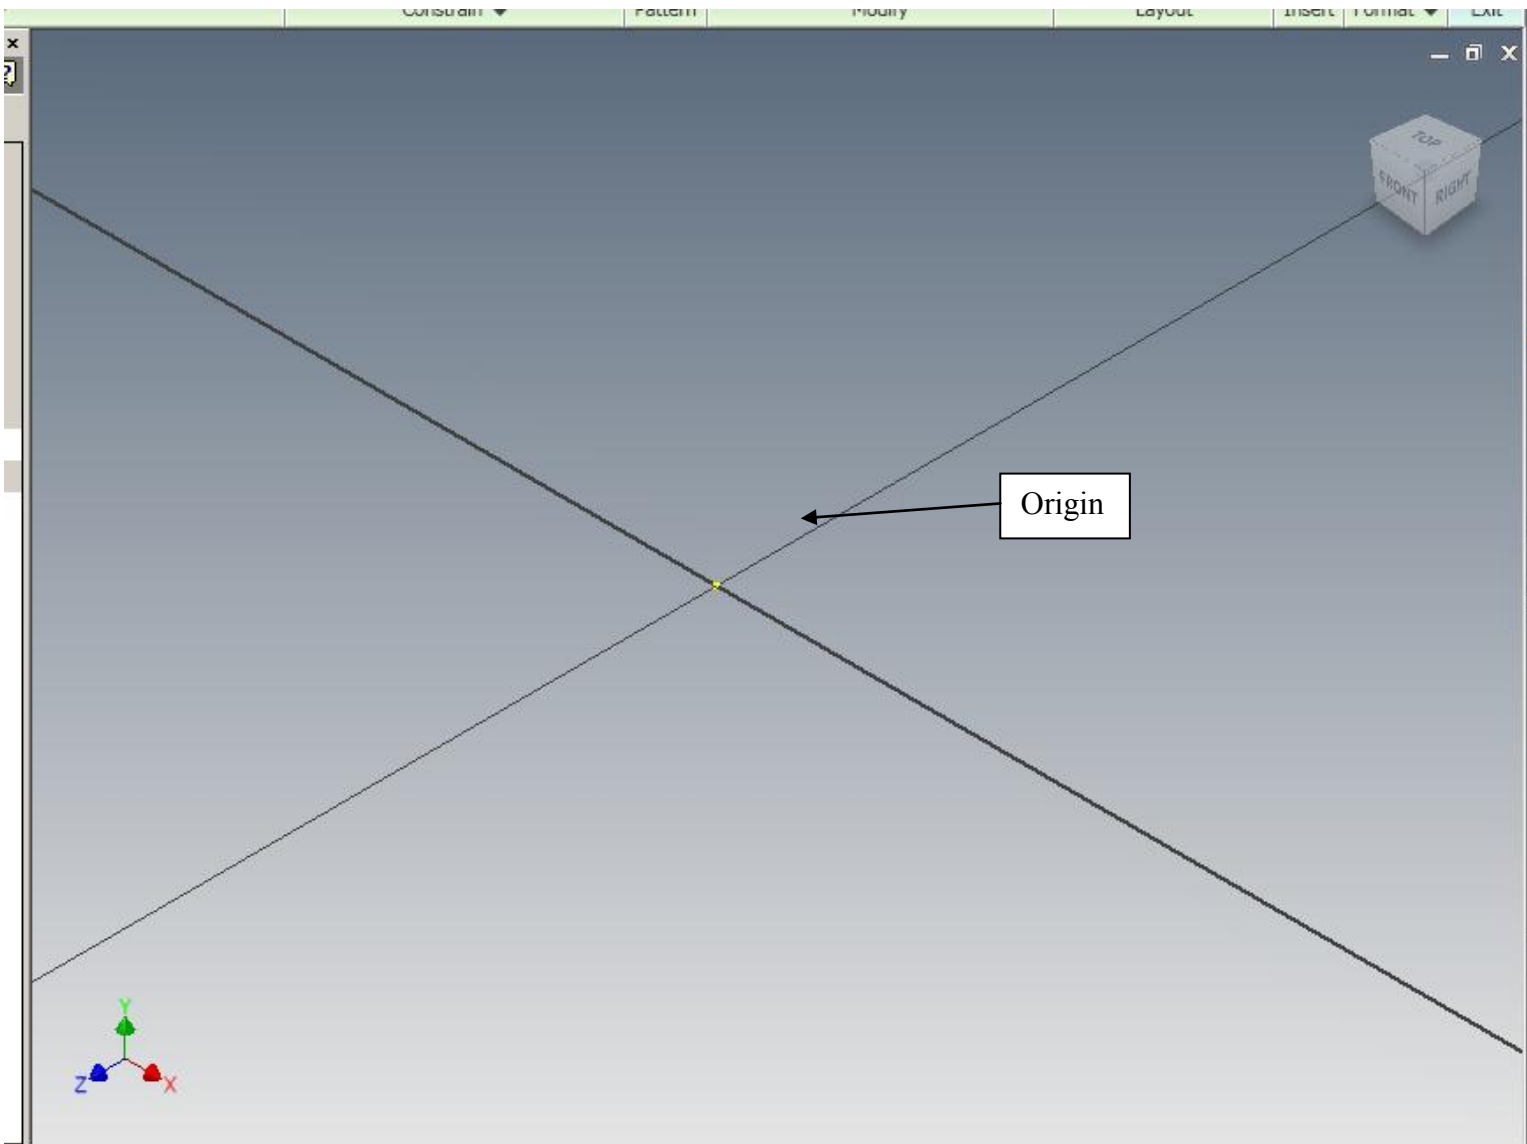 Constrain
Pattern
Modify
Layout
Insert
Format
Exit
TOP
FRONT
RIGHT
Origin
Y
Z
X